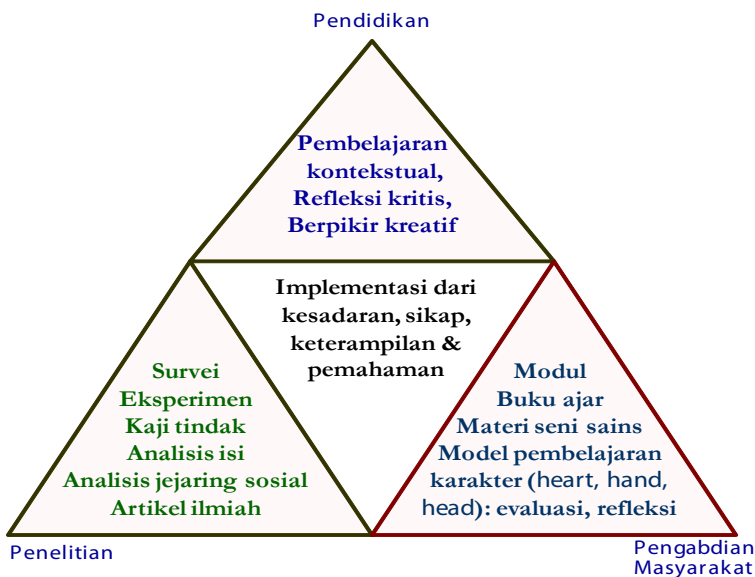 Pendidikan
Pembelajaran
kontekstual,
Refleksi kritis,
Berpikir kreatif
Implementasi dari
kesadaran, sikap,
keterampilan &
pemahaman
Survei
Eksperimen
Kaji tindak
Analisis isi
Analisis jejaring sosial
Artikel ilmiah
Modul
Buku ajar
Materi seni sains
Model pembelajaran
karakter (heart, hand,
head): evaluasi, refleksi
Penelitian
Pengabdian
Masyarakat